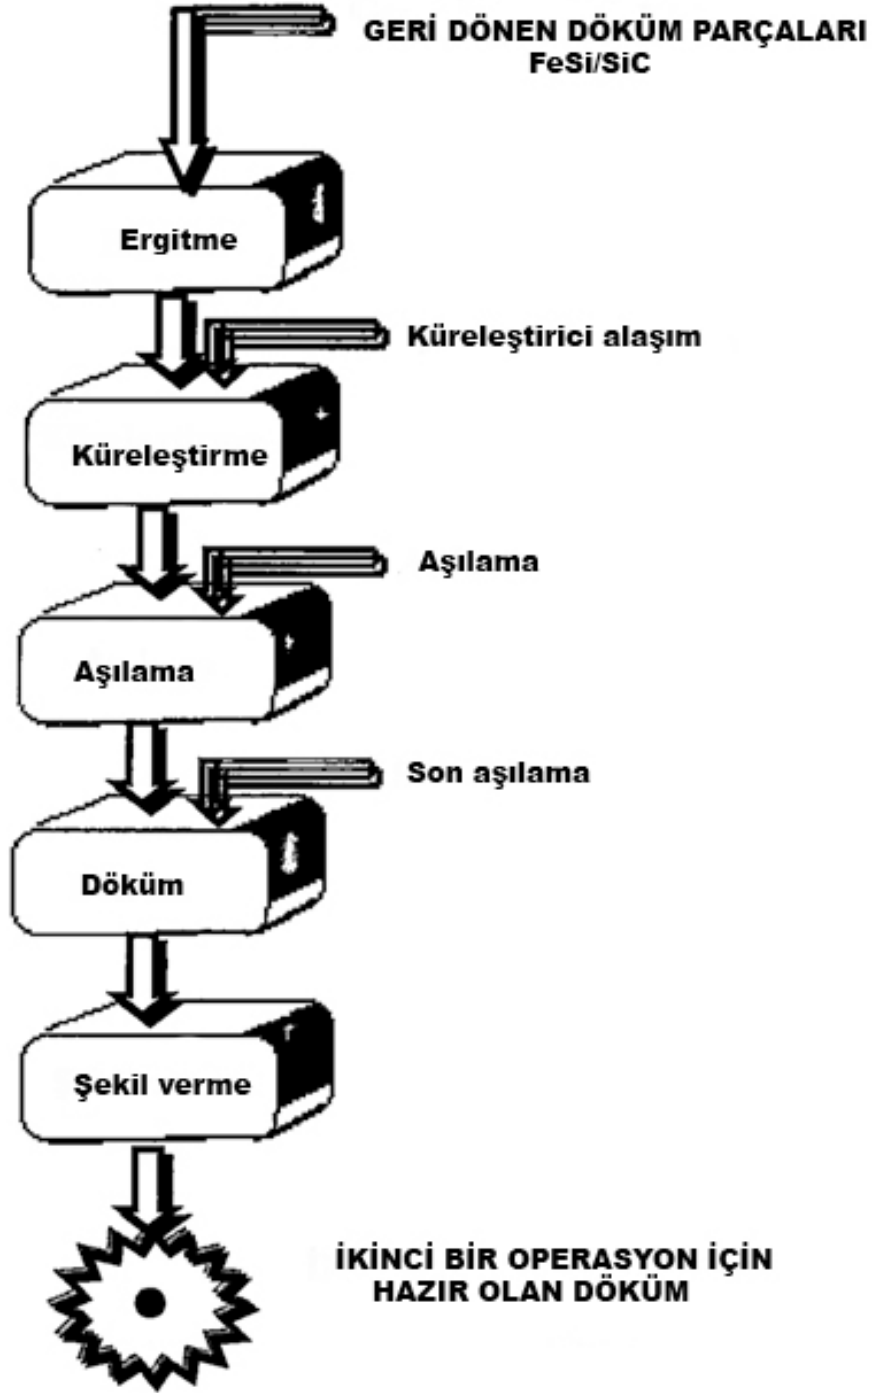 GERİ DÖNEN DÖKÜM PARÇALARI
FeSi/SiC
Ergitme
Küreleştirici alaşım
Küreleştirme
Aşılama
Aşılama
Son aşılama
Döküm
Şekil verme
İKİNCİ BİR OPERASYON İÇİN
HAZIR OLAN DÖKÜM